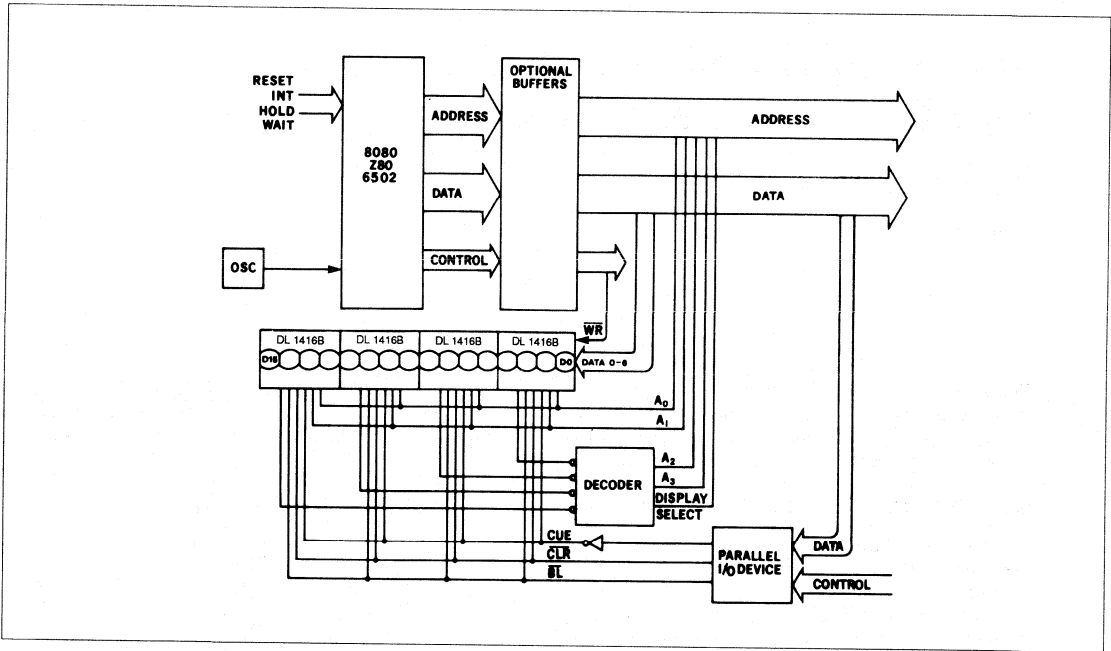 RESET
INT
HOLD
WAIT
8080
Z80
6502
OSC
ADDRESS
DATA
CONTROL
OPTIONAL
BUFFERS
ADDRESS
DATA
WR
DL 1416B
DL 1416B
DL 1416B
DL 1416B
D16
D0
DATA 0-6
A0
A1
A2
A3
DECODER
DISPLAY
SELECT
CUE
CLR
BL
PARALLEL
I/O DEVICE
DATA
CONTROL